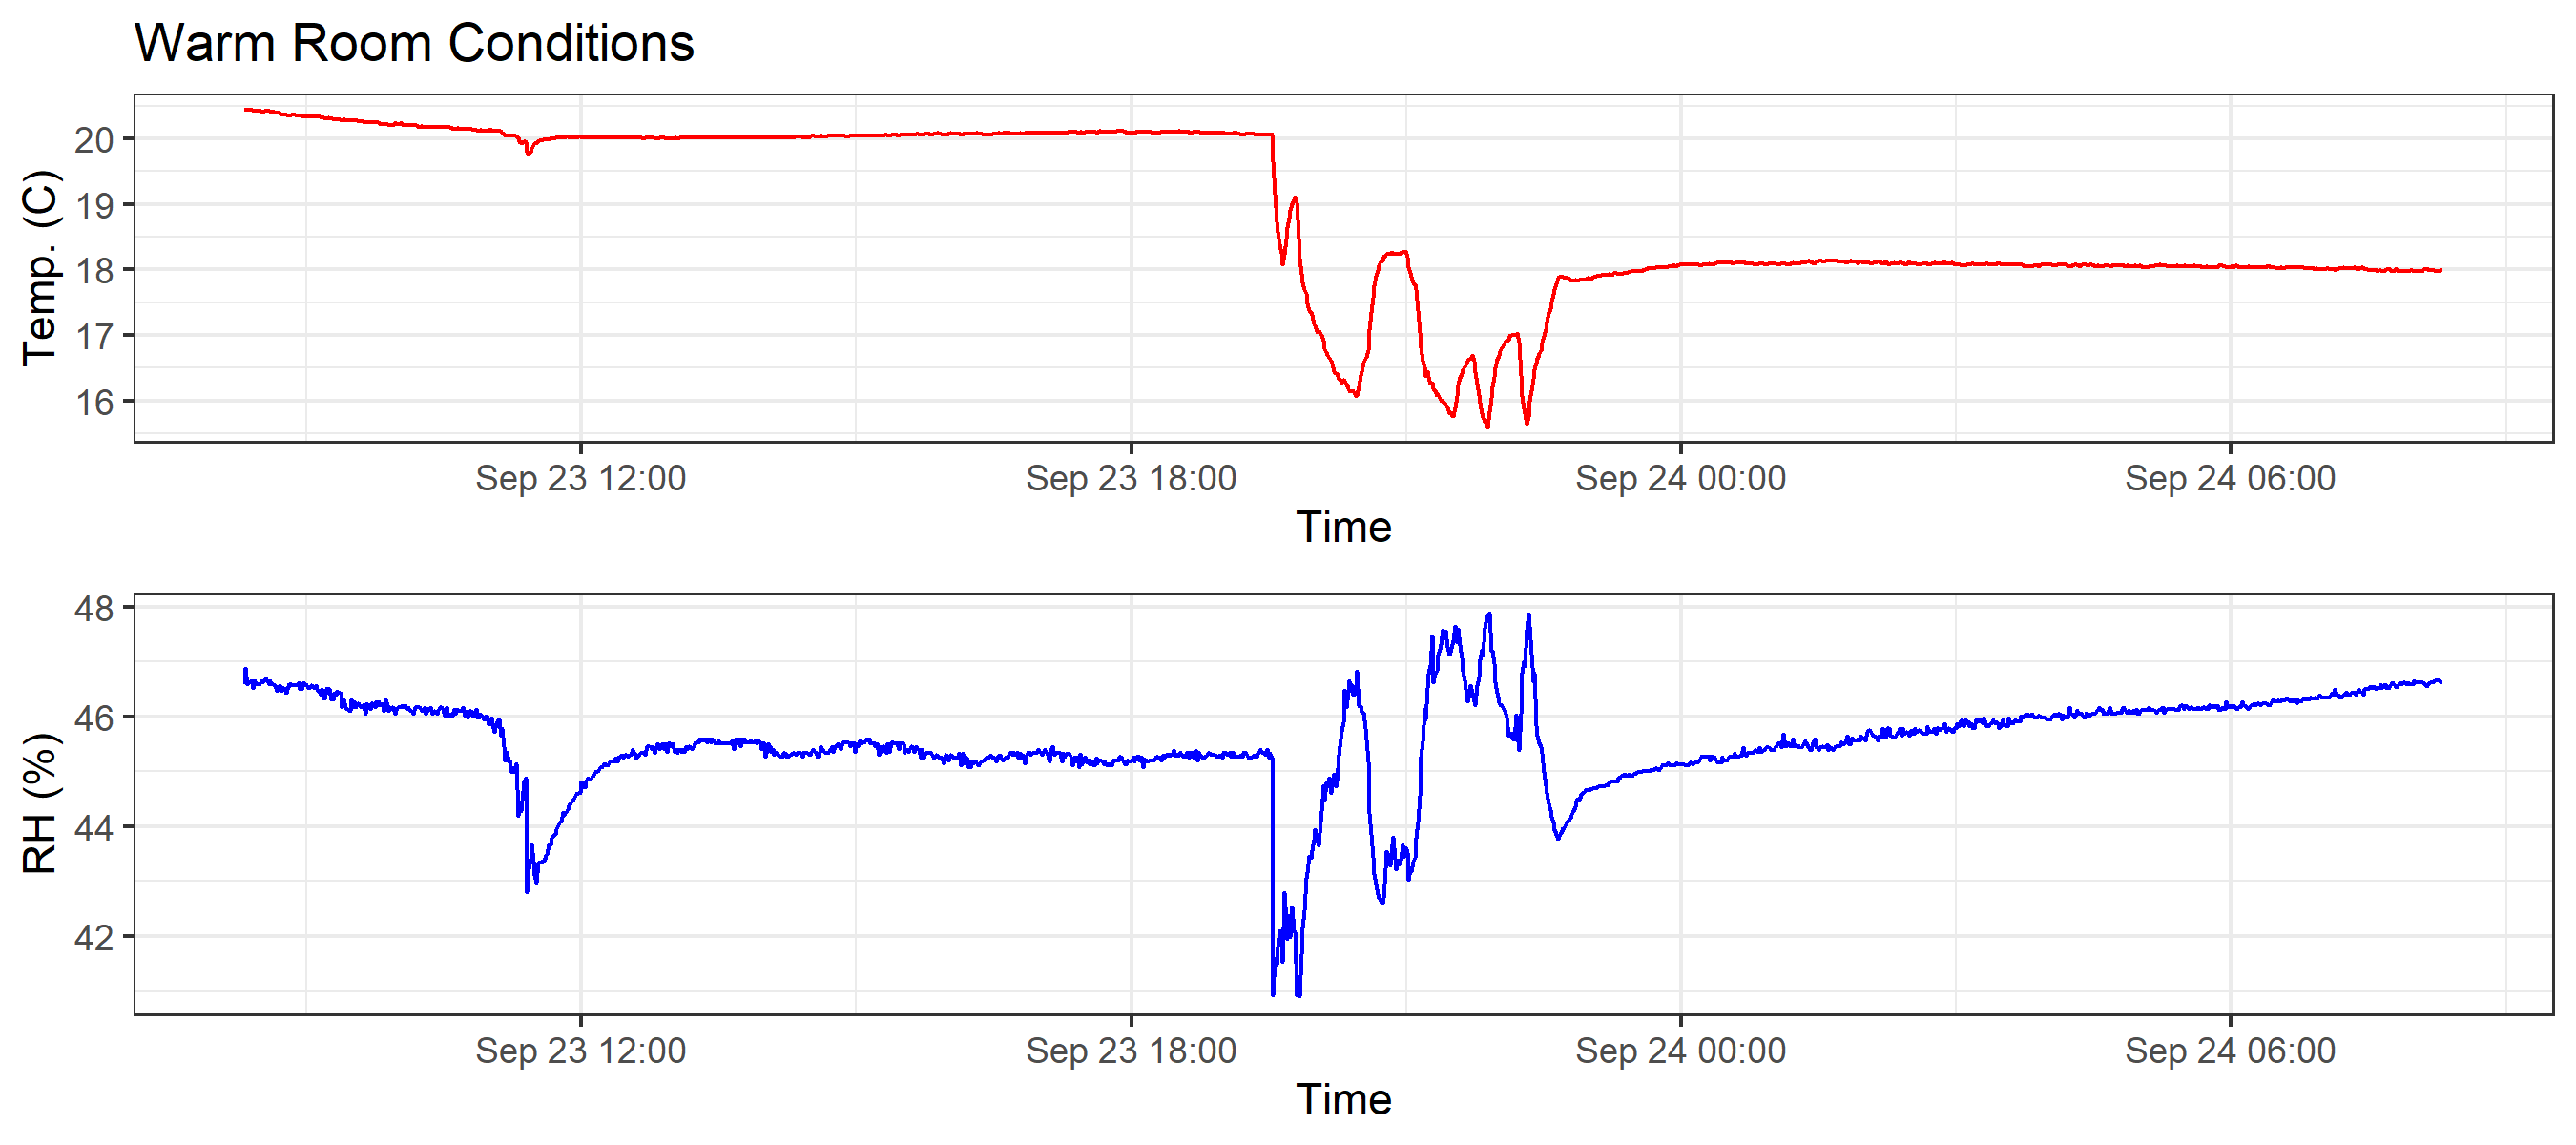 Warm Room Conditions
Temp. (C)
20
19
18
17
16
Sep 23 12:00 Sep 23 18:00 Sep 24 00:00 Sep 24 06:00
Time
RH (%)
48
46
44
42
Sep 23 12:00 Sep 23 18:00 Sep 24 00:00 Sep 24 06:00
Time